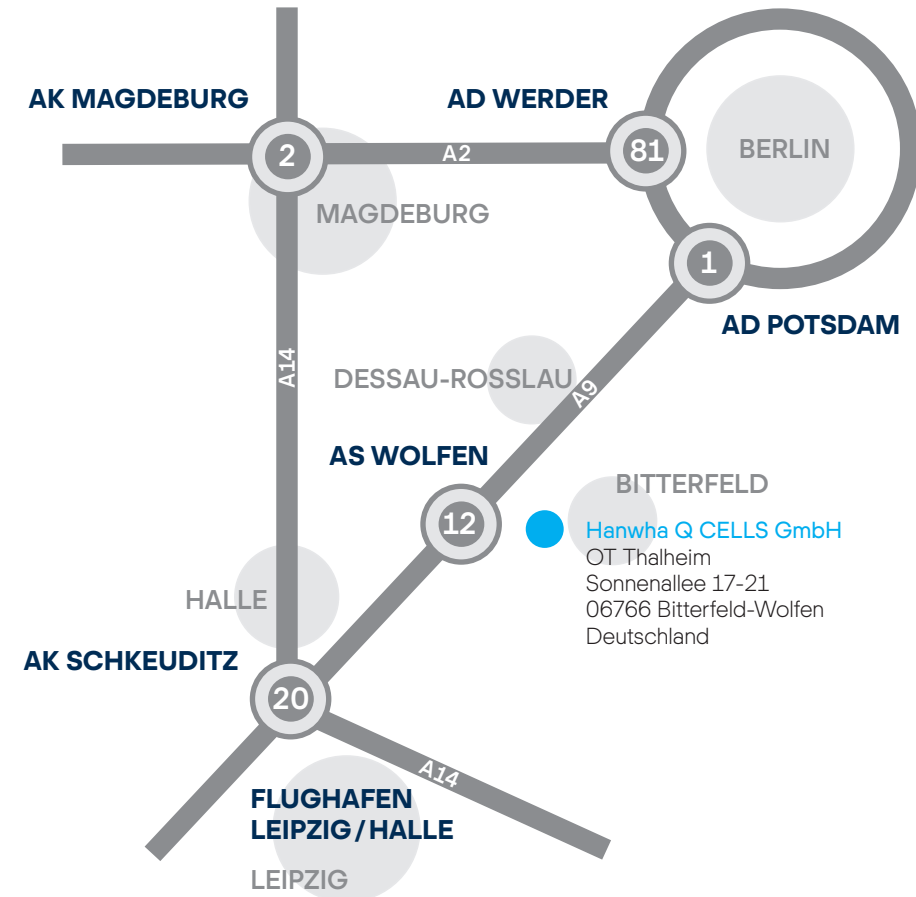 AK MAGDEBURG
AD WERDER
2
A2
81
BERLIN
MAGDEBURG
1
AD POTSDAM
A14
DESSAU-ROSSLAU
A9
AS WOLFEN
BITTERFELD
12
Hanwha Q CELLS GmbH
OT Thalheim
Sonnenallee 17-21
06766 Bitterfeld-Wolfen
Deutschland
HALLE
AK SCHKEUDITZ
20
A14
FLUGHAFEN
LEIPZIG / HALLE
LEIPZIG